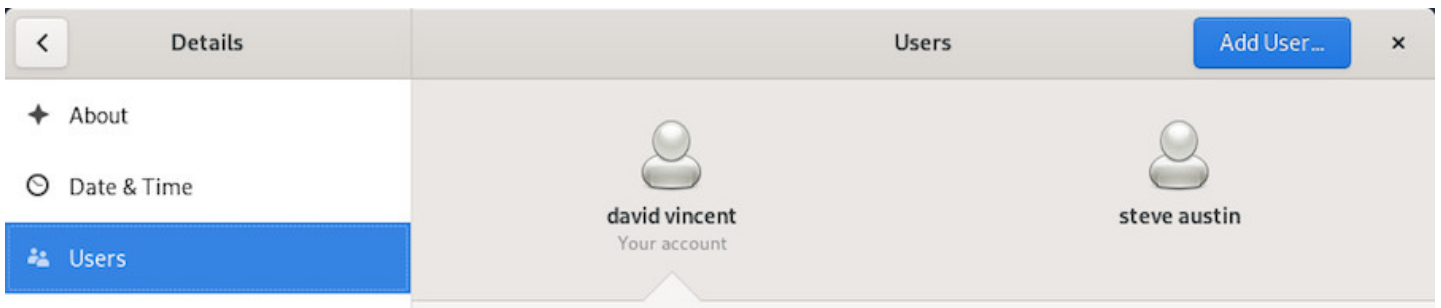 Details
Users
Add User...
About
Date & Time
Users
david vincent
Your account
steve austin